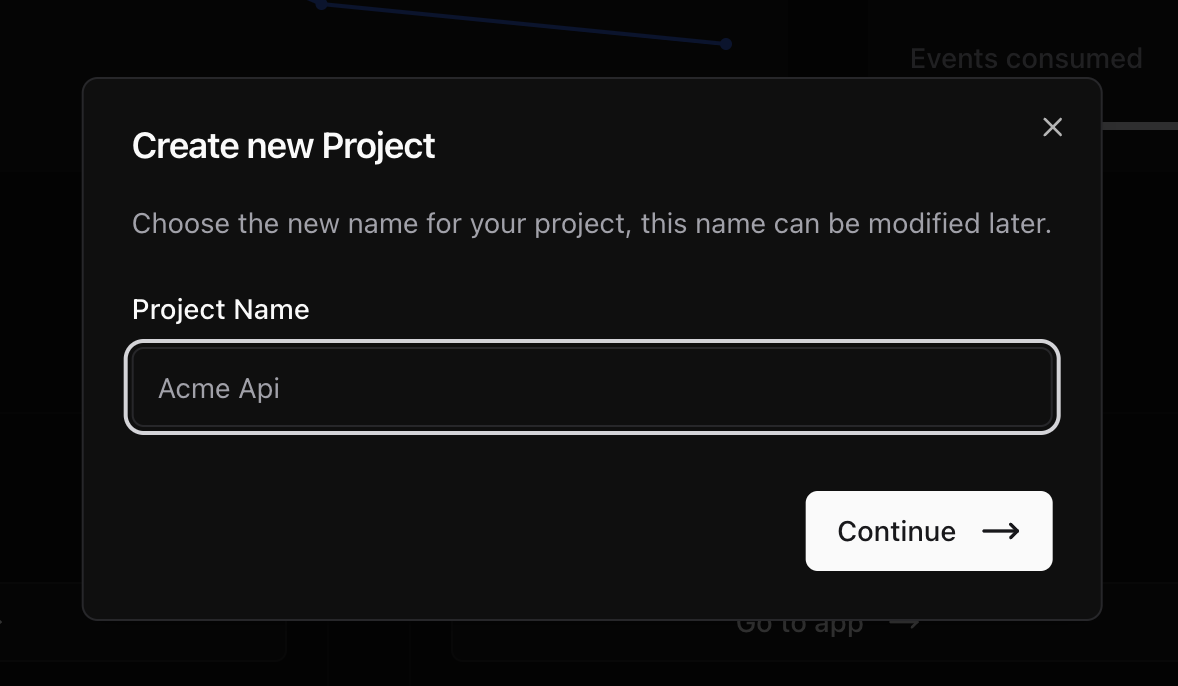 Events consumed
Create new Project
Choose the new name for your project, this name can be modified later.
Project Name
Acme Api
Continue
Go to app